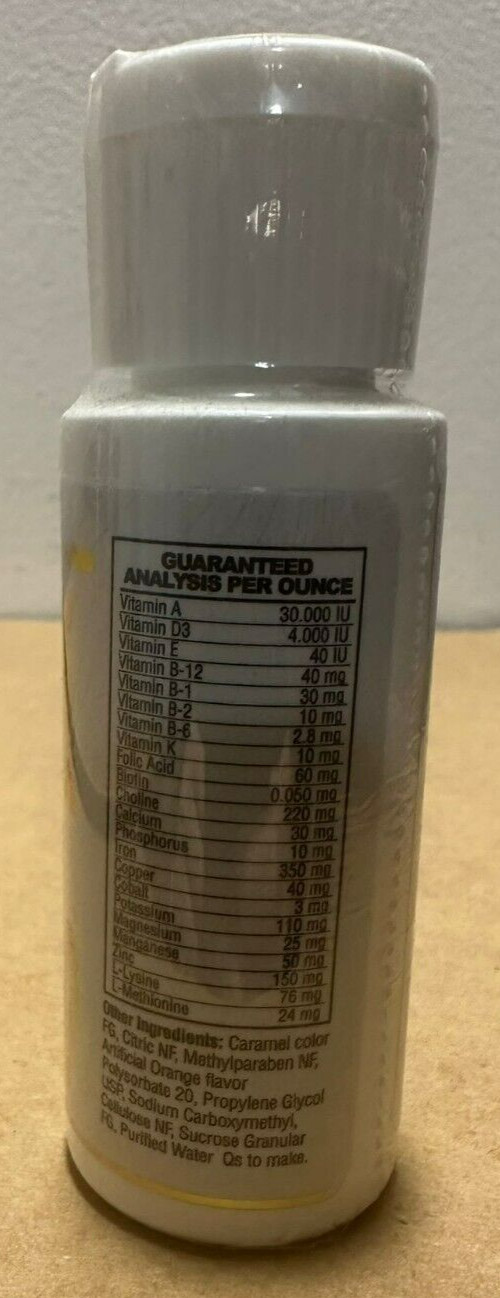 GUARANTEED
ANALYSIS PER OUNCE
Vitamin A 30.000 IU
Vitamin D3 4.000 IU
Vitamin E 40 IU
Vitamin B-12 40 mg
Vitamin B-1 30 mg
Vitamin B-2 10 mg
Vitamin B-6 2.8 mg
Vitamin K 10 mg
Folic Acid 60 mg
Biotin 0.050 mg
Choline 220 mg
Calcium 30 mg
Phosphorus 10 mg
Iron 350 mg
Copper 40 mg
Cobalt 3 mg
Potassium 110 mg
Magnesium 25 mg
Manganese 50 mg
Zinc 150 mg
L-Lysine 76 mg
L-Methionine 24 mg
Other Ingredients: Caramel color
FG, Citric NF, Methylparaben NF,
Artificial Orange flavor
Polysorbate 20, Propylene Glycol
USP, Sodium Carboxymethyl,
Cellulose NF, Sucrose Granular
FG, Purified Water Qs to make.